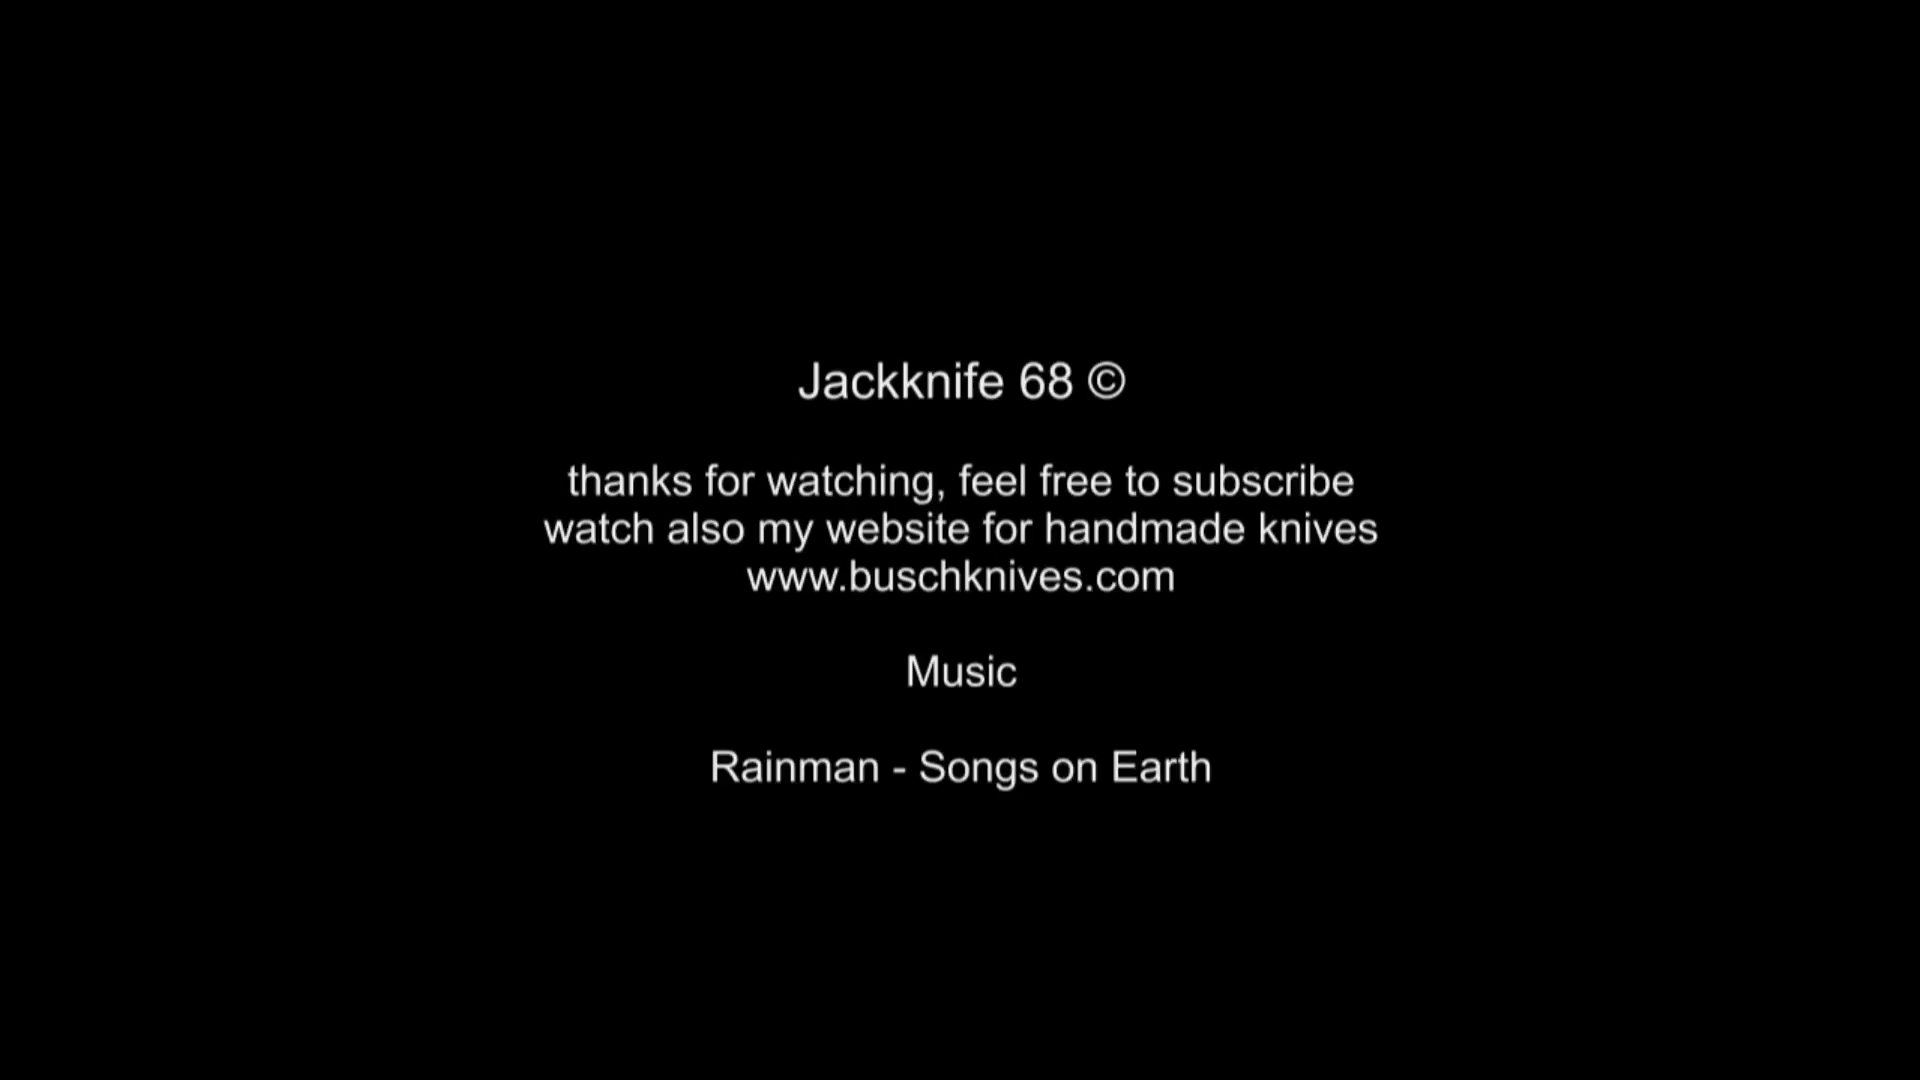 Jackknife 68 ©
thanks for watching, feel free to subscribe
watch also my website for handmade knives
www.buschknives.com
Music
Rainman - Songs on Earth